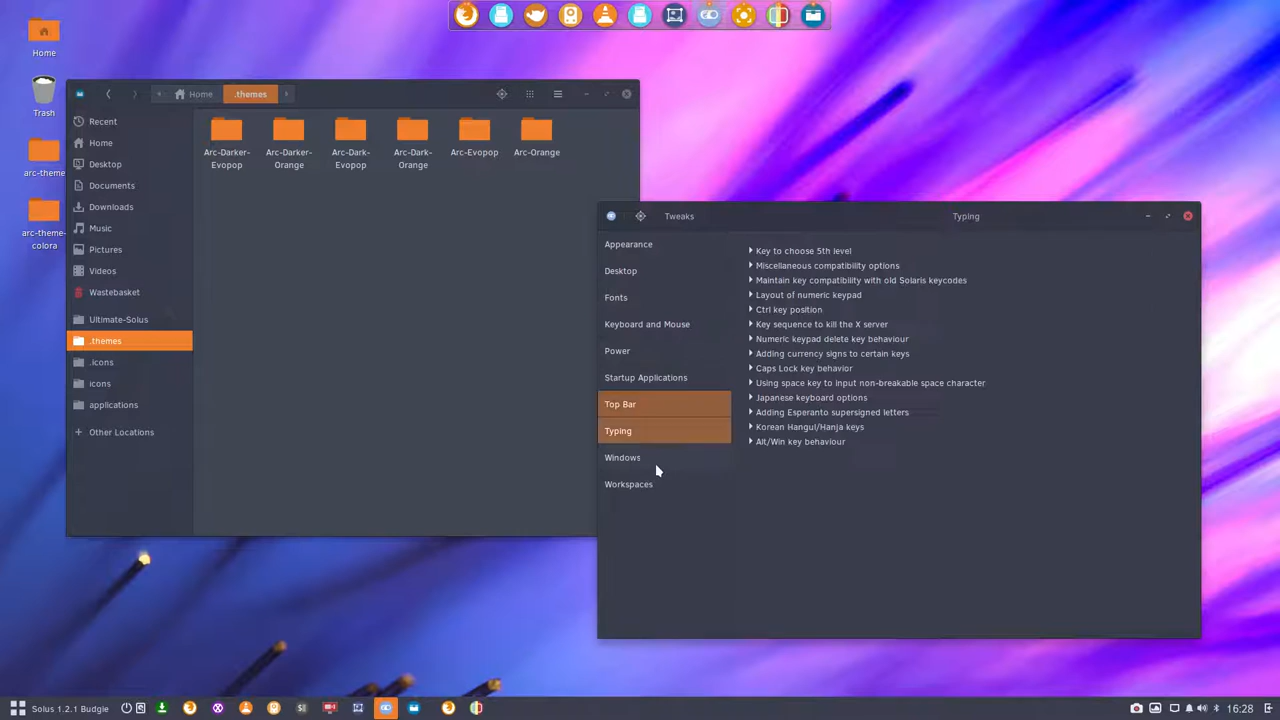 Home
Trash
arc-theme
arc-theme-
colora
Home
.themes
Recent
Home
Desktop
Documents
Downloads
Music
Pictures
Videos
Wastebasket
Ultimate-Solus
.themes
.icons
icons
applications
Other Locations
Arc-Darker-
Evopop
Arc-Darker-
Orange
Arc-Dark-
Evopop
Arc-Dark-
Orange
Arc-Evopop
Arc-Orange
Tweaks
Typing
Appearance
Desktop
Fonts
Keyboard and Mouse
Power
Startup Applications
Top Bar
Typing
Windows
Workspaces
Key to choose 5th level
Miscellaneous compatibility options
Maintain key compatibility with old Solaris keycodes
Layout of numeric keypad
Ctrl key position
Key sequence to kill the X server
Numeric keypad delete key behaviour
Adding currency signs to certain keys
Caps Lock key behavior
Using space key to input non-breakable space character
Japanese keyboard options
Adding Esperanto supersigned letters
Korean Hangul/Hanja keys
Alt/Win key behaviour
Solus 1.2.1 Budgie
16:28